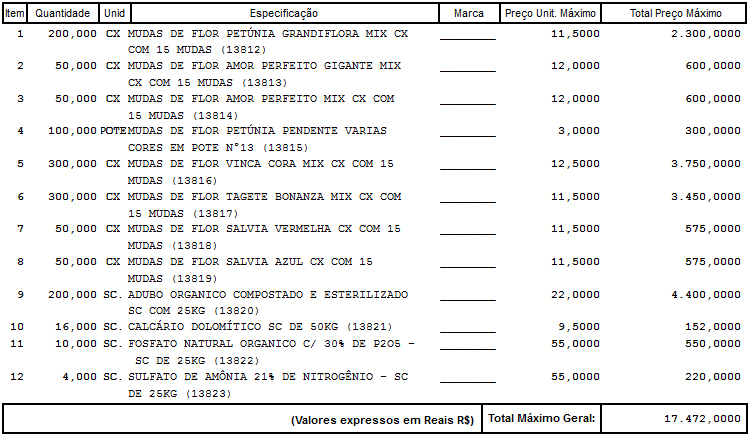 Item Quantidade Unid Especificação Marca Preço Unit. Máximo Total Preço Máximo
1 200,000 CX MUDAS DE FLOR PETÚNIA GRANDIFLORA MIX CX ________ 11,5000 2.300,0000
COM 15 MUDAS (13812)
2 50,000 CX MUDAS DE FLOR AMOR PERFEITO GIGANTE MIX ________ 12,0000 600,0000
CX COM 15 MUDAS (13813)
3 50,000 CX MUDAS DE FLOR AMOR PERFEITO MIX CX COM ________ 12,0000 600,0000
15 MUDAS (13814)
4 100,000 POTE MUDAS DE FLOR PETÚNIA PENDENTE VARIAS ________ 3,0000 300,0000
CORES EM POTE N°13 (13815)
5 300,000 CX MUDAS DE FLOR VINCA CORA MIX CX COM 15 ________ 12,5000 3.750,0000
MUDAS (13816)
6 300,000 CX MUDAS DE FLOR TAGETE BONANZA MIX CX COM ________ 11,5000 3.450,0000
15 MUDAS (13817)
7 50,000 CX MUDAS DE FLOR SALVIA VERMELHA CX COM 15 ________ 11,5000 575,0000
MUDAS (13818)
8 50,000 CX MUDAS DE FLOR SALVIA AZUL CX COM 15 ________ 11,5000 575,0000
MUDAS (13819)
9 200,000 SC. ADUBO ORGANICO COMPOSTADO E ESTERILIZADO ________ 22,0000 4.400,0000
SC COM 25KG (13820)
10 16,000 SC. CALCÁRIO DOLOMÍTICO SC DE 50KG (13821) ________ 9,5000 152,0000
11 10,000 SC. FOSFATO NATURAL ORGANICO C/ 30% DE P2O5 – ________ 55,0000 550,0000
SC DE 25KG (13822)
12 4,000 SC. SULFATO DE AMÔNIA 21% DE NITROGÊNIO – SC ________ 55,0000 220,0000
DE 25KG (13823)
(Valores expressos em Reais R$) Total Máximo Geral: 17.472,0000